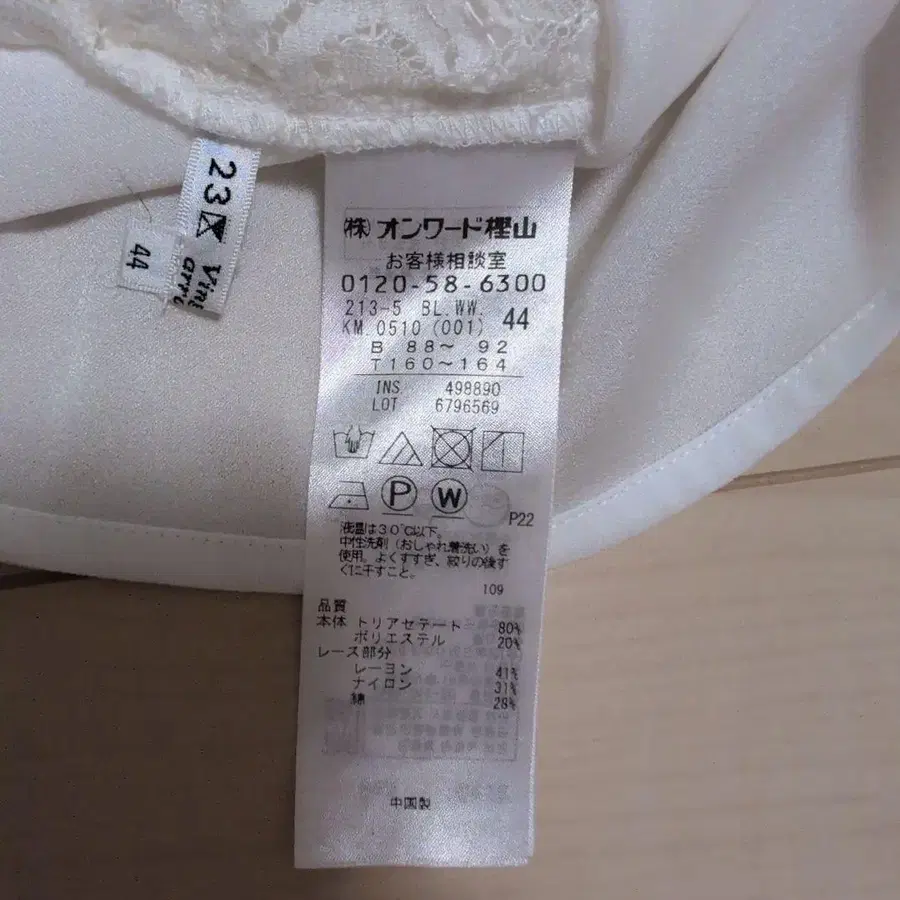 23区
44
(株)オンワード樫山
お客様相談室
0120-58-6300
213-5 BL.WW.
KM.0510(001) 44
B 88～ 92
T160～164
INS 498890
LOT 6796569
P
W
P22
液温は30℃以下。
中性洗剤（おしゃれ着洗い）を
使用。よくすすぎ、絞りの後す
ぐに干すこと。
109
品質
本体 トリアセテート 80%
ポリエステル 20%
レース部分
レーヨン 41%
ナイロン 31%
綿 28%
中国製